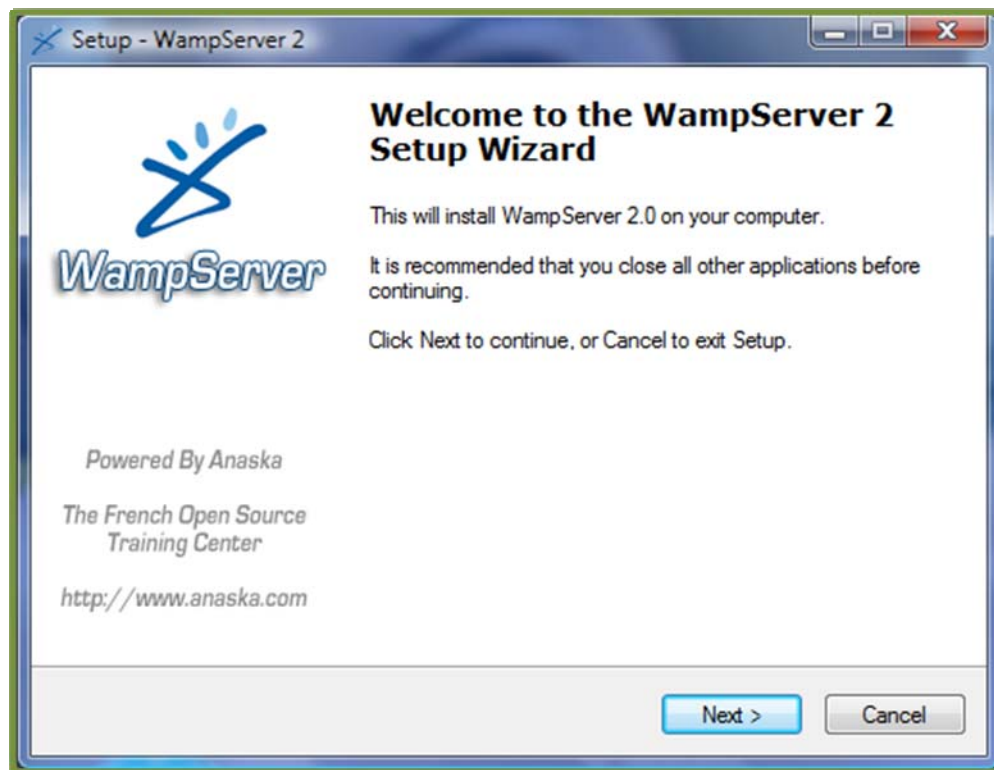 Setup - WampServer 2
WampServer
Powered By Anaska
The French Open Source
Training Center
http://www.anaska.com
Welcome to the WampServer 2
Setup Wizard
This will install WampServer 2.0 on your computer.
It is recommended that you close all other applications before
continuing.
Click Next to continue, or Cancel to exit Setup.
Next >
Cancel